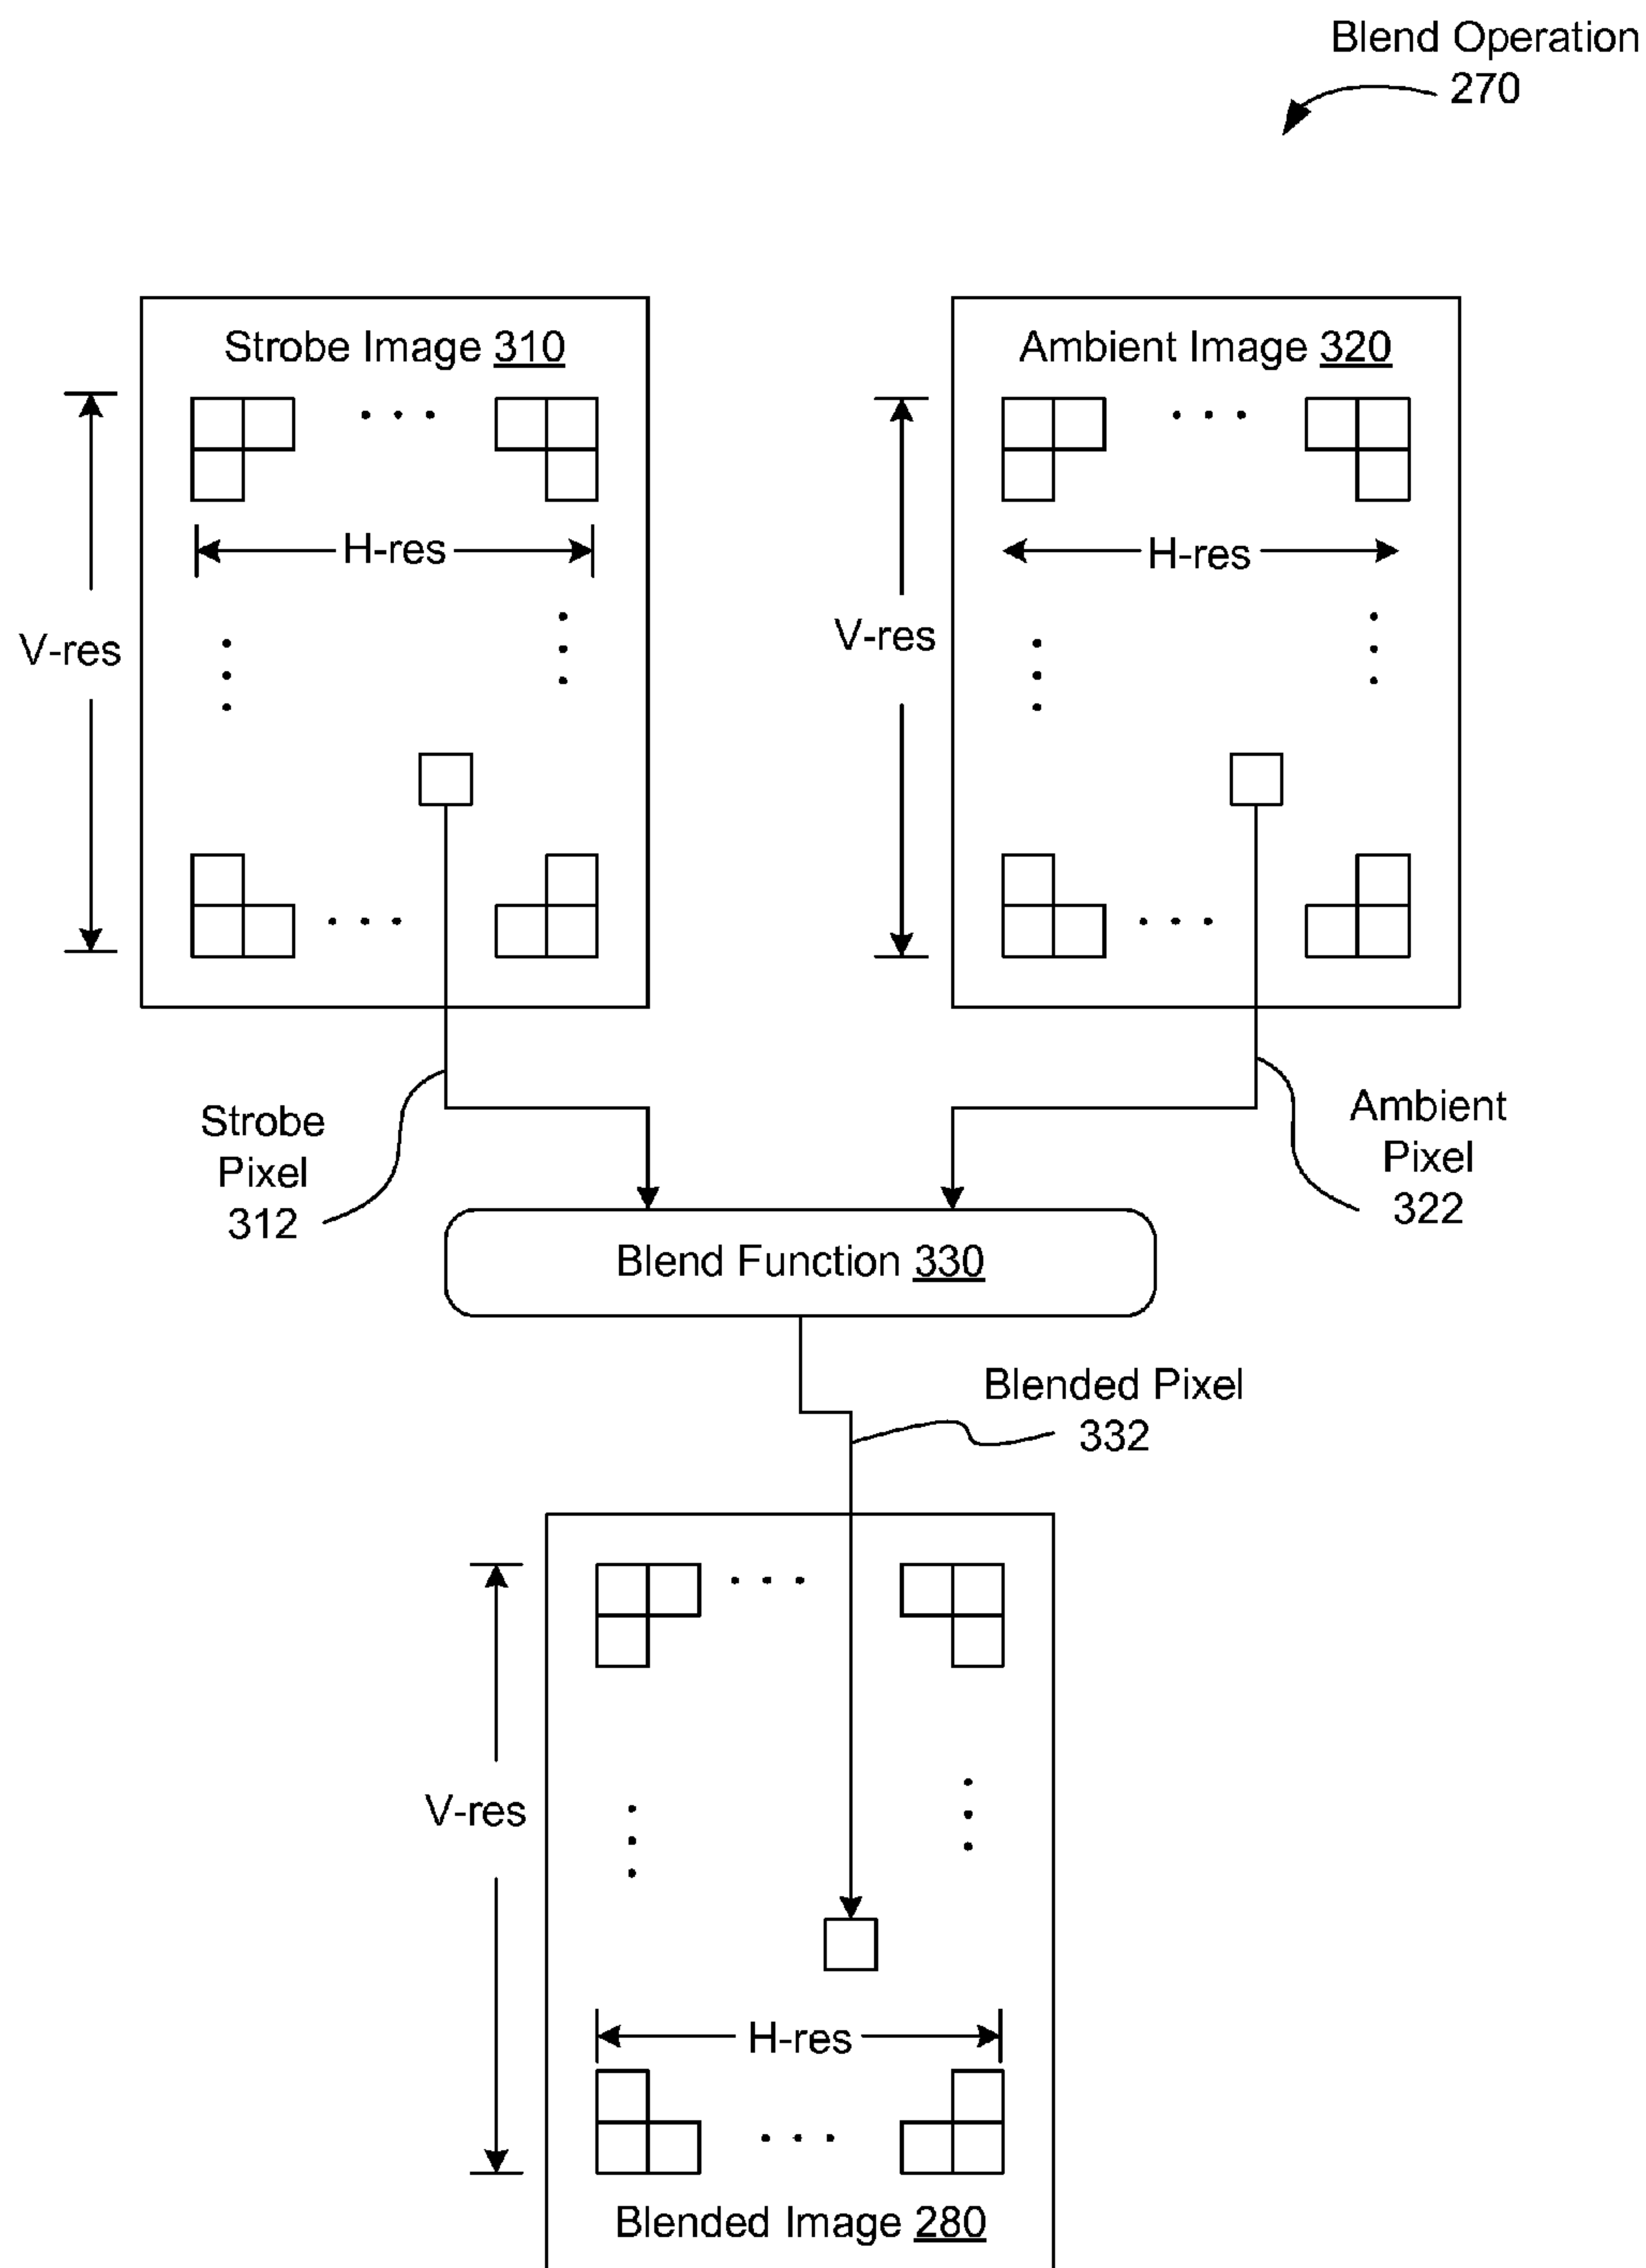 Blend Operation
270
Strobe Image 310
Ambient Image 320
H-res
H-res
V-res
V-res
Strobe
Pixel
312
Ambient
Pixel
322
Blend Function 330
Blended Pixel
332
V-res
H-res
Blended Image 280